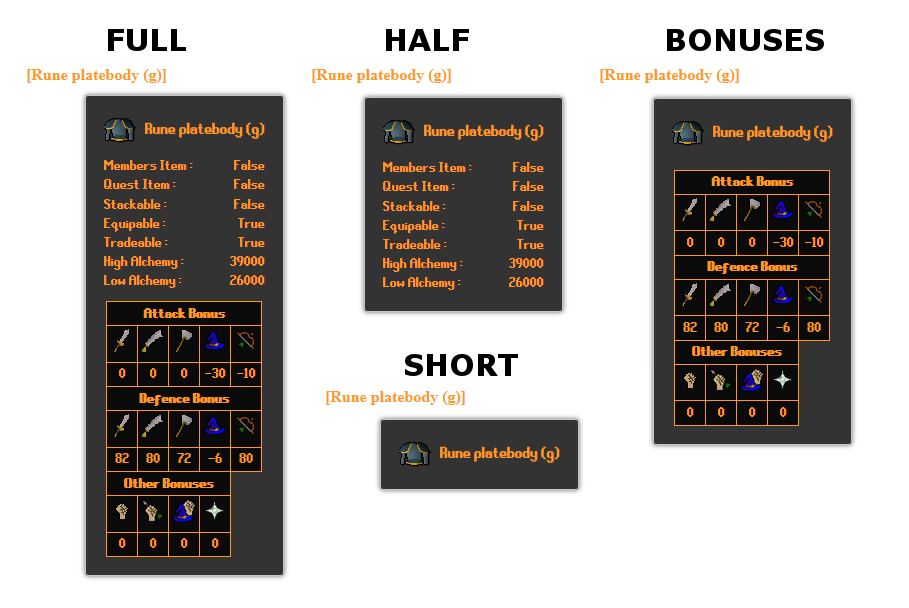 FULL
[Rune platebody (g)]
Rune platebody (g)
Members Item : False
Quest Item : False
Stackable : False
Equipable : True
Tradeable : True
High Alchemy : 39000
Low Alchemy : 26000
Attack Bonus
0 0 0 -30 -10
Defence Bonus
82 80 72 -6 80
Other Bonuses
0 0 0 0
HALF
[Rune platebody (g)]
Rune platebody (g)
Members Item : False
Quest Item : False
Stackable : False
Equipable : True
Tradeable : True
High Alchemy : 39000
Low Alchemy : 26000
SHORT
[Rune platebody (g)]
Rune platebody (g)
BONUSES
[Rune platebody (g)]
Rune platebody (g)
Attack Bonus
0 0 0 -30 -10
Defence Bonus
82 80 72 -6 80
Other Bonuses
0 0 0 0